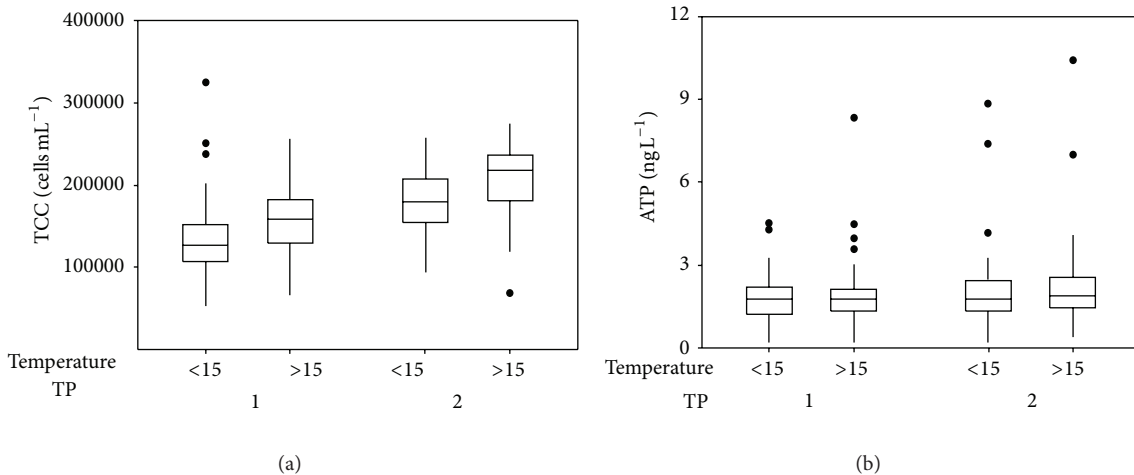 400000
300000
200000
100000
TCC (cells mL⁻¹)
Temperature <15 >15 <15 >15
TP 1 2
(a)
12
9
6
3
0
ATP (ng L⁻¹)
Temperature <15 >15 <15 >15
TP 1 2
(b)